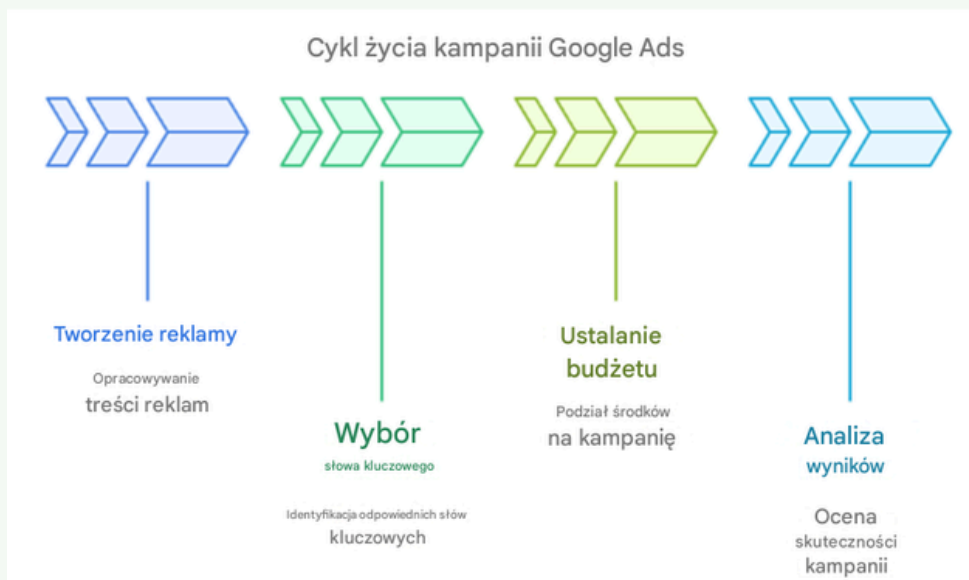 Cykl życia kampanii Google Ads
Tworzenie reklamy
Opracowywanie
treści reklam
Wybór
słowa kluczowego
Identyfikacja odpowiednich słów
kluczowych
Ustalanie
budżetu
Podział środków
na kampanię
Analiza
wyników
Ocena
skuteczności
kampanii